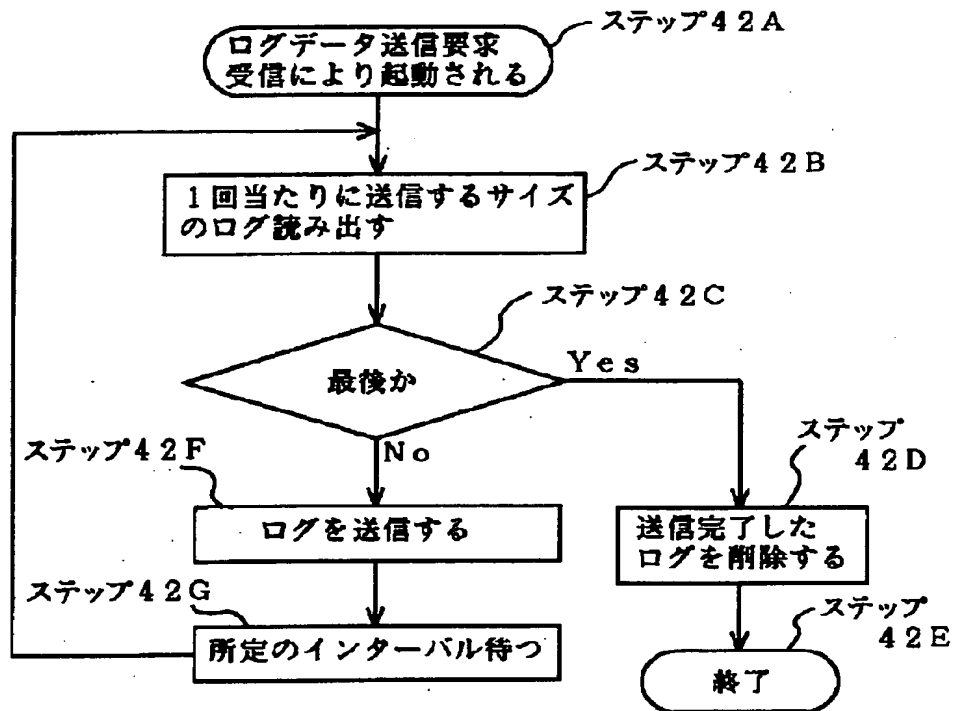 ステップ42A
ログデータ送信要求
受信により起動される
ステップ42B
1回当たりに送信するサイズ
のログ読み出す
ステップ42C
最後か
Yes
No
ステップ42F
ログを送信する
ステップ42G
所定のインターバル待つ
ステップ
42D
送信完了した
ログを削除する
ステップ
42E
終了